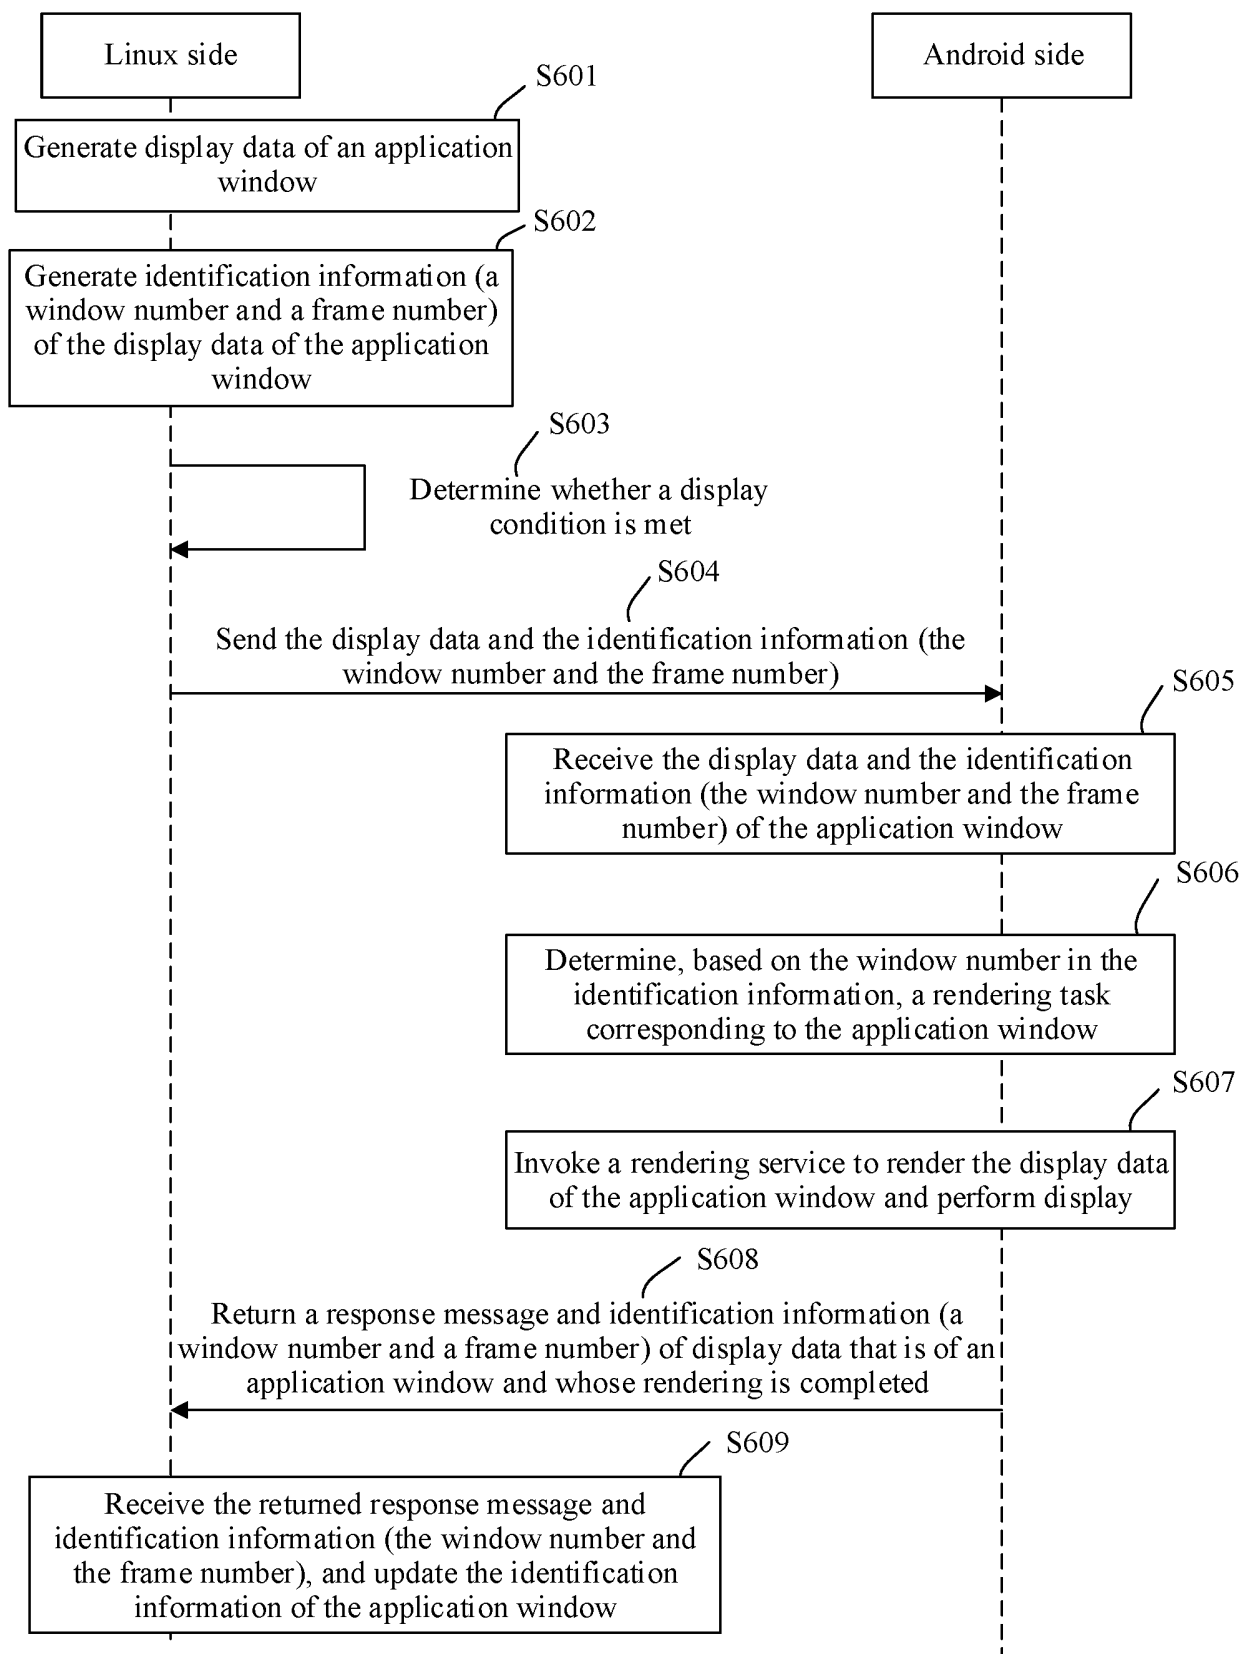 Linux side
Android side
S601
Generate display data of an application
window
S602
Generate identification information (a
window number and a frame number)
of the display data of the application
window
S603
Determine whether a display
condition is met
S604
Send the display data and the identification information (the
window number and the frame number)
S605
Receive the display data and the identification
information (the window number and the frame
number) of the application window
S606
Determine, based on the window number in the
identification information, a rendering task
corresponding to the application window
S607
Invoke a rendering service to render the display data
of the application window and perform display
S608
Return a response message and identification information (a
window number and a frame number) of display data that is of an
application window and whose rendering is completed
S609
Receive the returned response message and
identification information (the window number and
the frame number), and update the identification
information of the application window